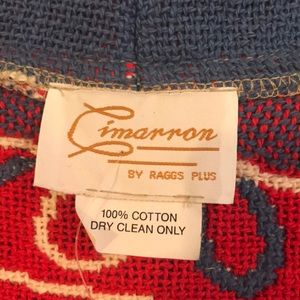 Cimarron
BY RAGGS PLUS
100% COTTON
DRY CLEAN ONLY